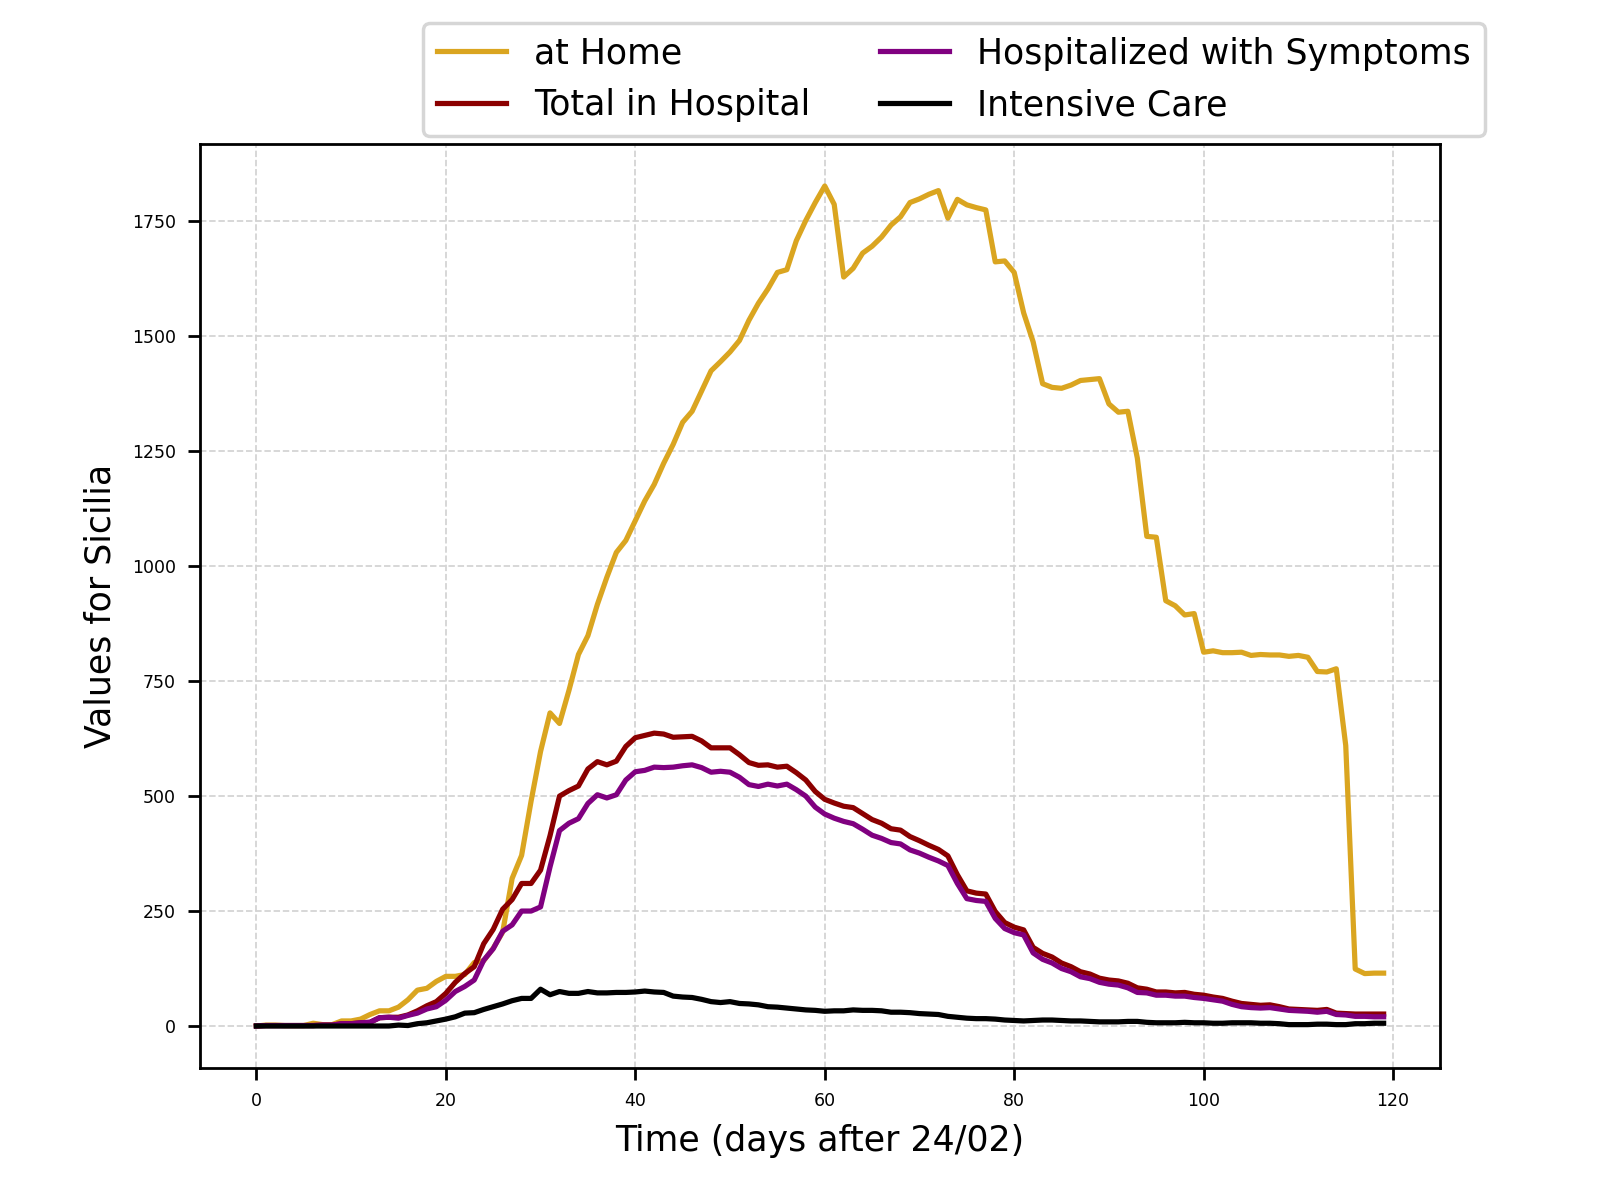 at Home
Total in Hospital
Hospitalized with Symptoms
Intensive Care
Values for Sicilia
1750
1500
1250
1000
750
500
250
0
0 20 40 60 80 100 120
Time (days after 24/02)